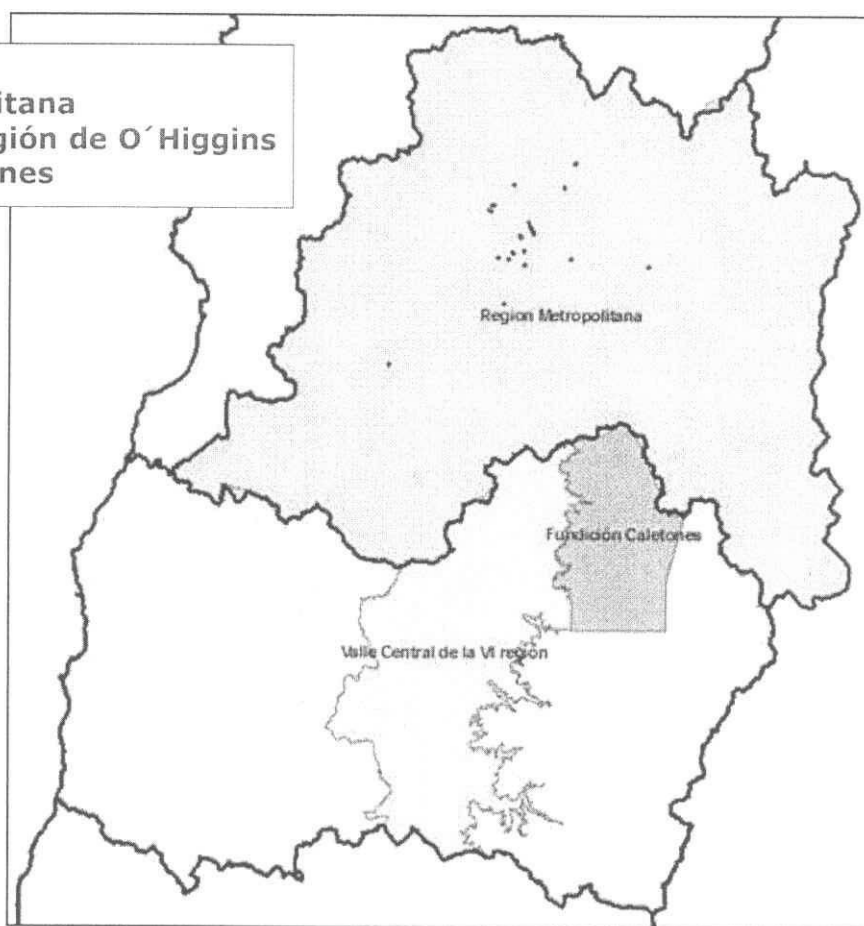 itana
gión de O´Higgins
nes
Region Metropolitana
Fundición Caletones
Valle Central de la VI región